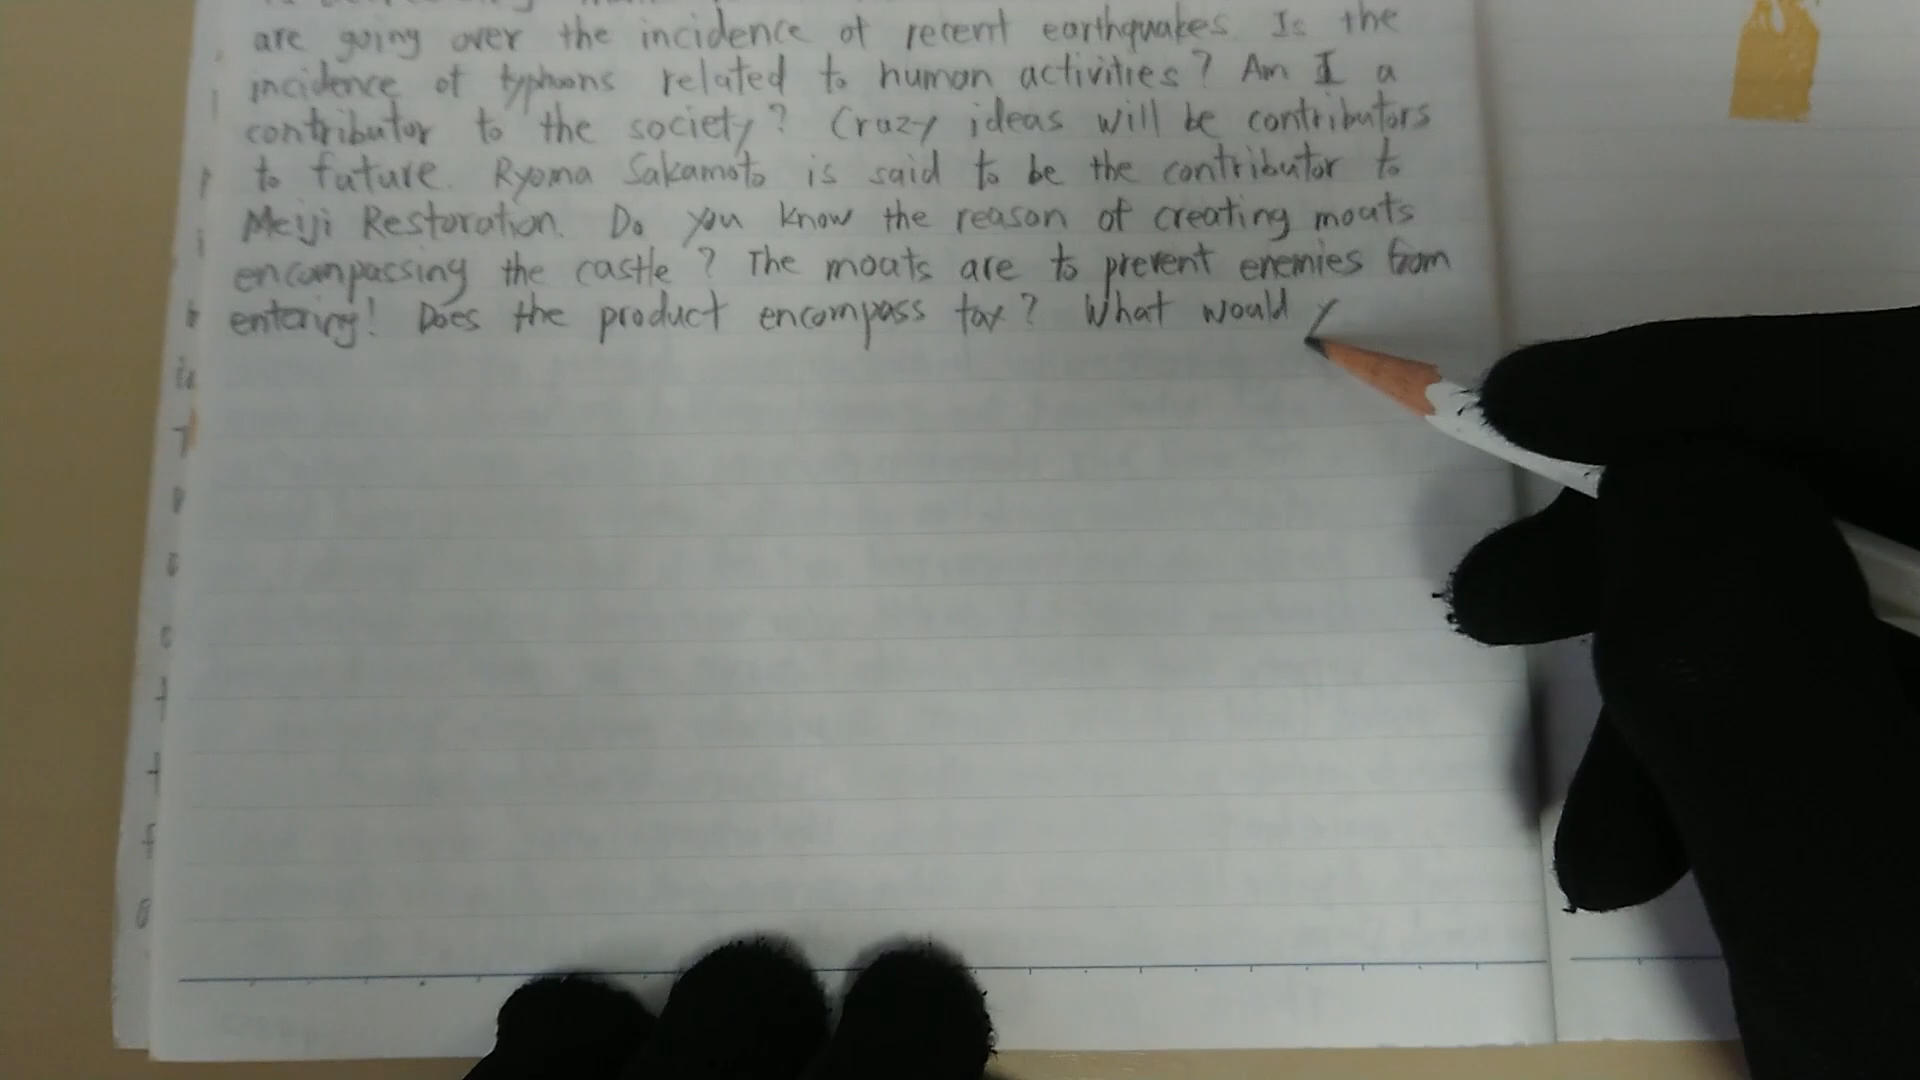 are going over the incidence of recent earthquakes. Is the
incidence of typhoons related to human activities? Am I a
contributor to the society? Crazy ideas will be contributors
to future. Ryoma Sakamoto is said to be the contributor to
Meiji Restoration. Do you know the reason of creating moats
encompassing the castle? The moats are to prevent enemies from
entering! Does the product encompass tax? What would